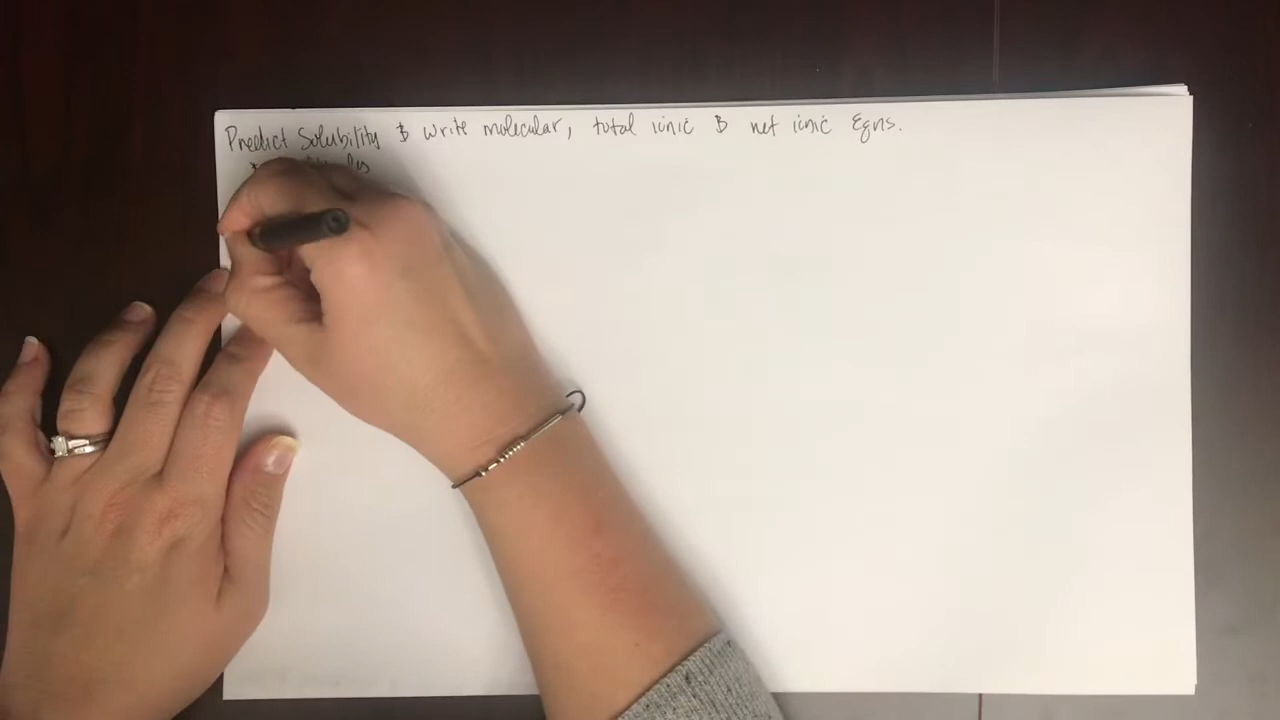 Predict Solubility & write molecular, total ionic & net ionic Eqns.